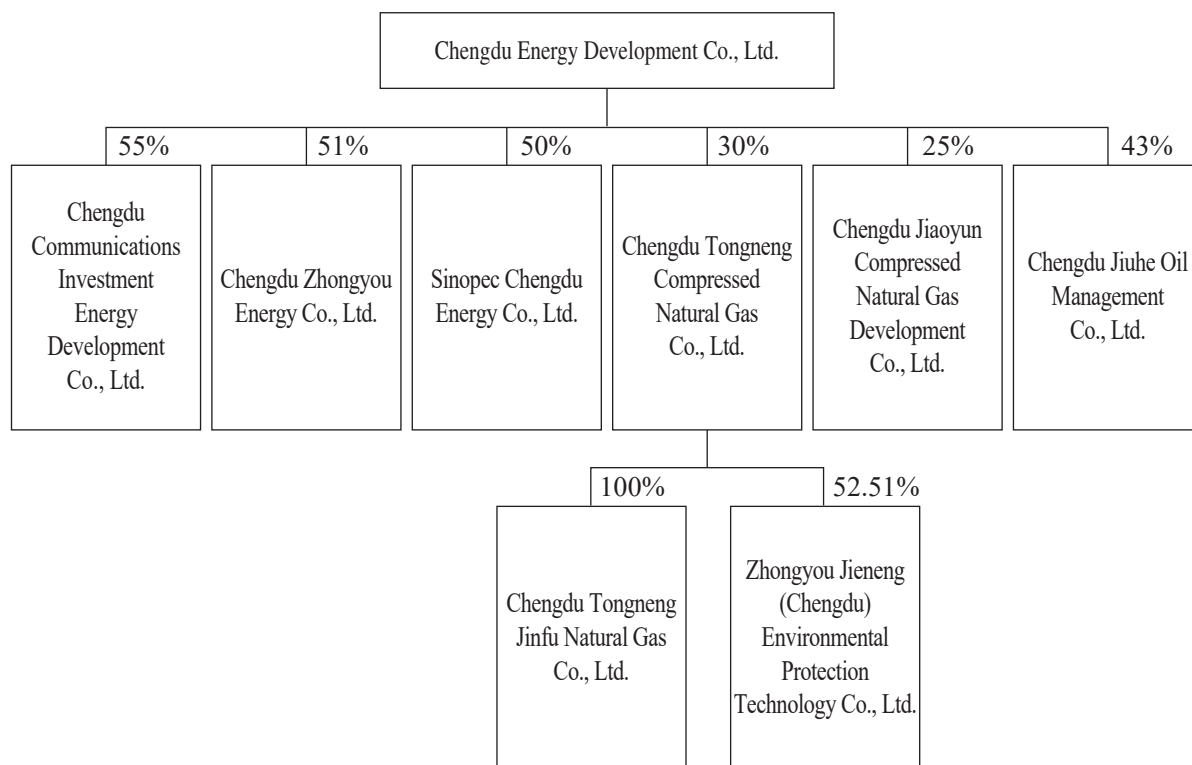 Chengdu Energy Development Co., Ltd.
55%
51%
50%
30%
25%
43%
Chengdu
Communications
Investment
Energy
Development
Co., Ltd.
Chengdu Zhongyou
Energy Co., Ltd.
Sinopec Chengdu
Energy Co., Ltd.
Chengdu Tongneng
Compressed
Natural Gas
Co., Ltd.
Chengdu Jiaoyun
Compressed
Natural Gas
Development
Co., Ltd.
Chengdu Jiuhe Oil
Management
Co., Ltd.
100%
52.51%
Chengdu Tongneng
Jinfu Natural Gas
Co., Ltd.
Zhongyou Jieneng
(Chengdu)
Environmental
Protection
Technology Co., Ltd.